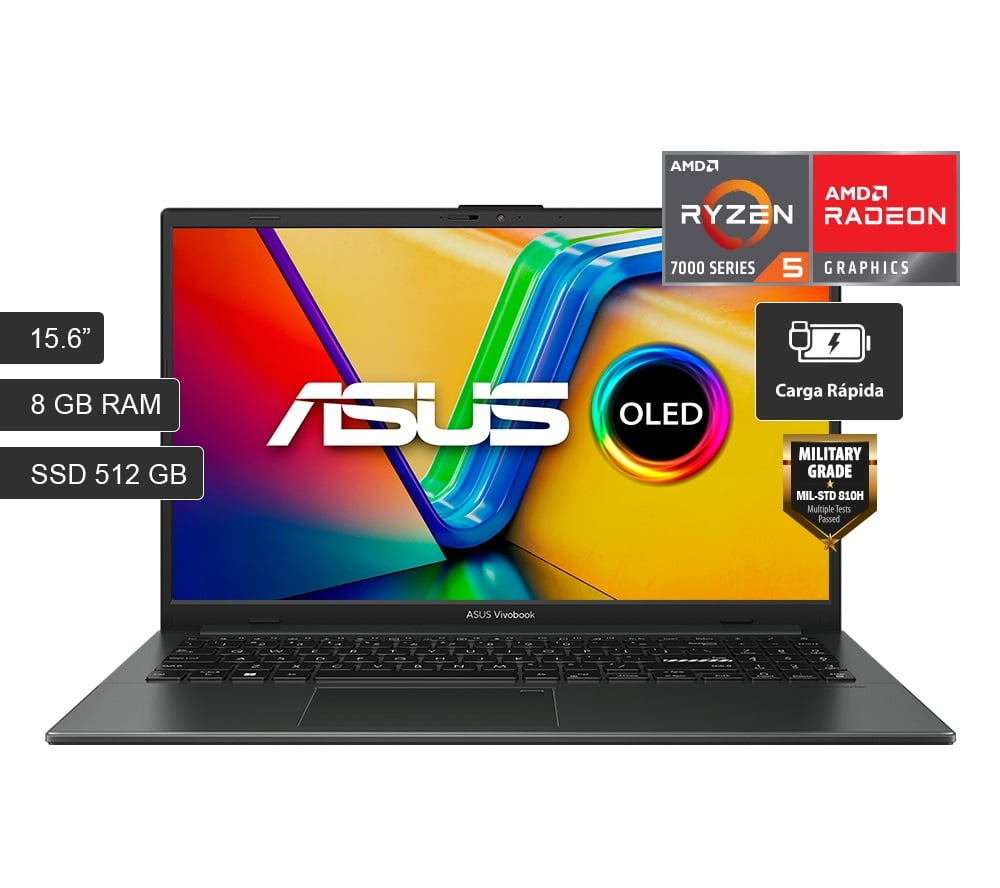 AMD
RYZEN
7000 SERIES 5
AMD
RADEON
GRAPHICS
15.6”
8 GB RAM
SSD 512 GB
ASUS
OLED
Carga Rápida
MILITARY
GRADE
MIL-STD 810H
Multiple Tests
Passed
ASUS Vivobook